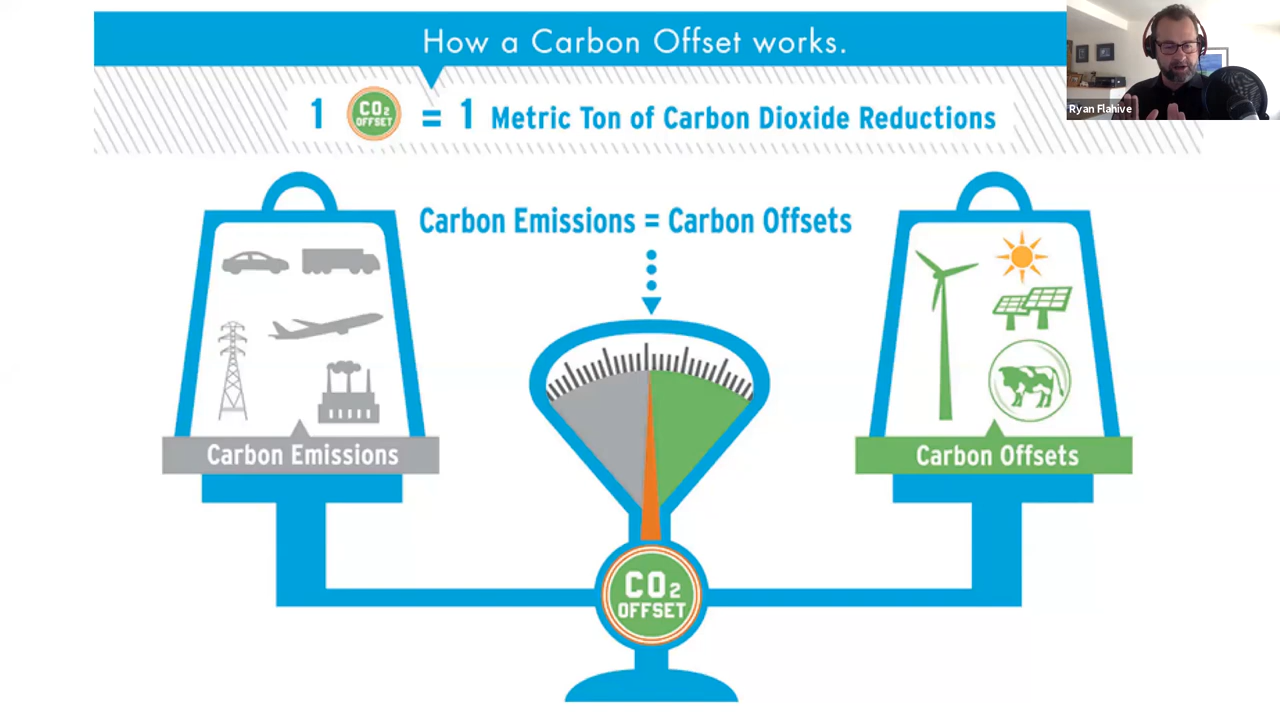 How a Carbon Offset works.
1 CO2 OFFSET = 1 Metric Ton of Carbon Dioxide Reductions
Ryan Flahive
Carbon Emissions = Carbon Offsets
Carbon Emissions
Carbon Offsets
CO2
OFFSET